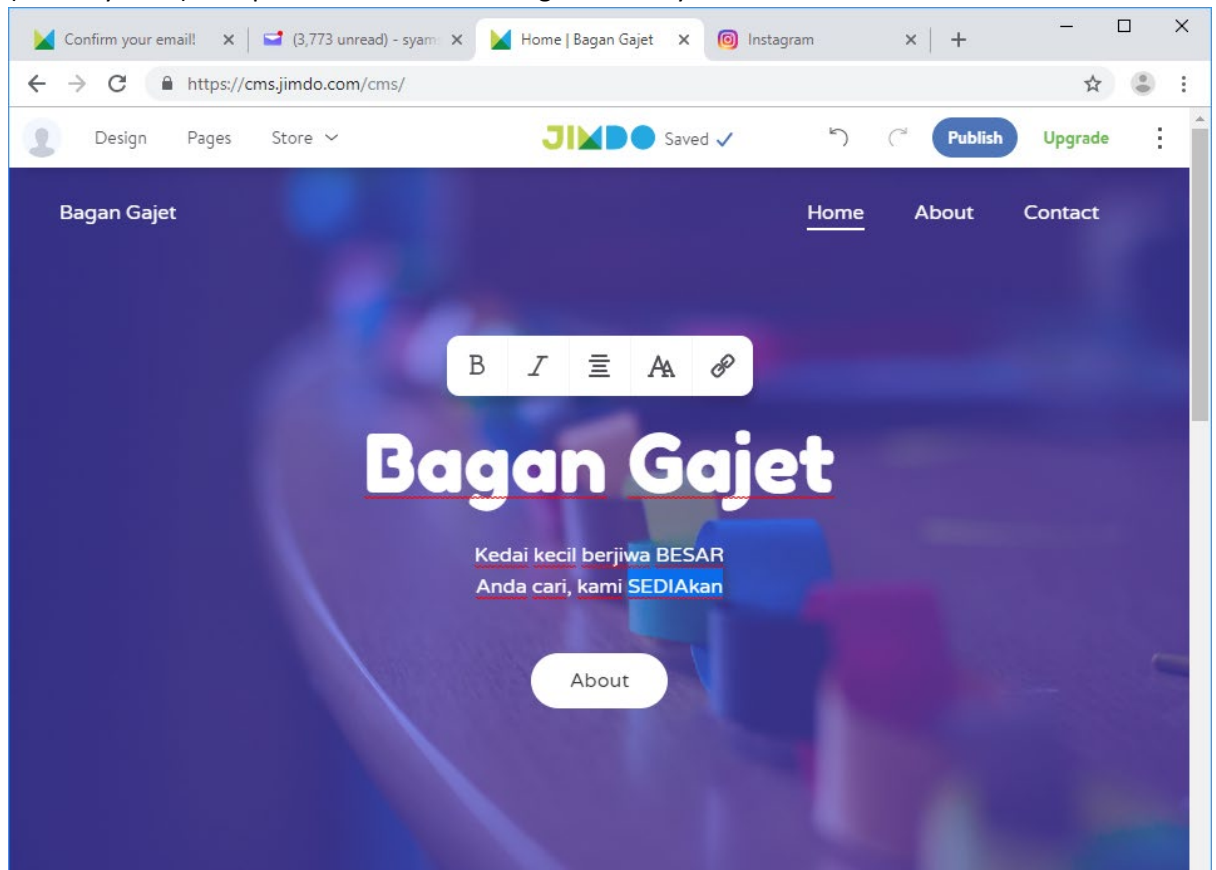 Confirm your email!
(3,773 unread) - syam
Home | Bagan Gajet
Instagram
https://cms.jimdo.com/cms/
Design Pages Store JIMDO Saved Publish Upgrade
Bagan Gajet Home About Contact
B I AA
Bagan Gajet
Kedai kecil berjiwa BESAR
Anda cari, kami SEDIAkan
About